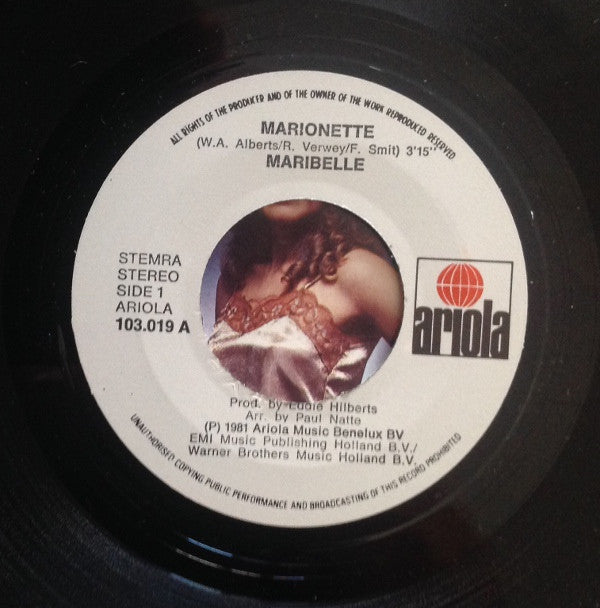 ALL RIGHTS OF THE PRODUCER AND OF THE OWNER OF THE WORK REPRODUCED RESERVED
MARIONETTE
(W.A. Alberts/R. Verwey/F. Smit) 3'15''
MARIBELLE
STEMRA
STEREO
SIDE 1
ARIOLA
103.019 A
ariola
Prod. by Eddie Hilberts
Arr. by Paul Natte
(P) 1981 Ariola Music Benelux BV
EMI Music Publishing Holland B.V./
Warner Brothers Music Holland B.V.
UNAUTHORISED COPYING PUBLIC PERFORMANCE AND BROADCASTING OF THIS RECORD PROHIBITED